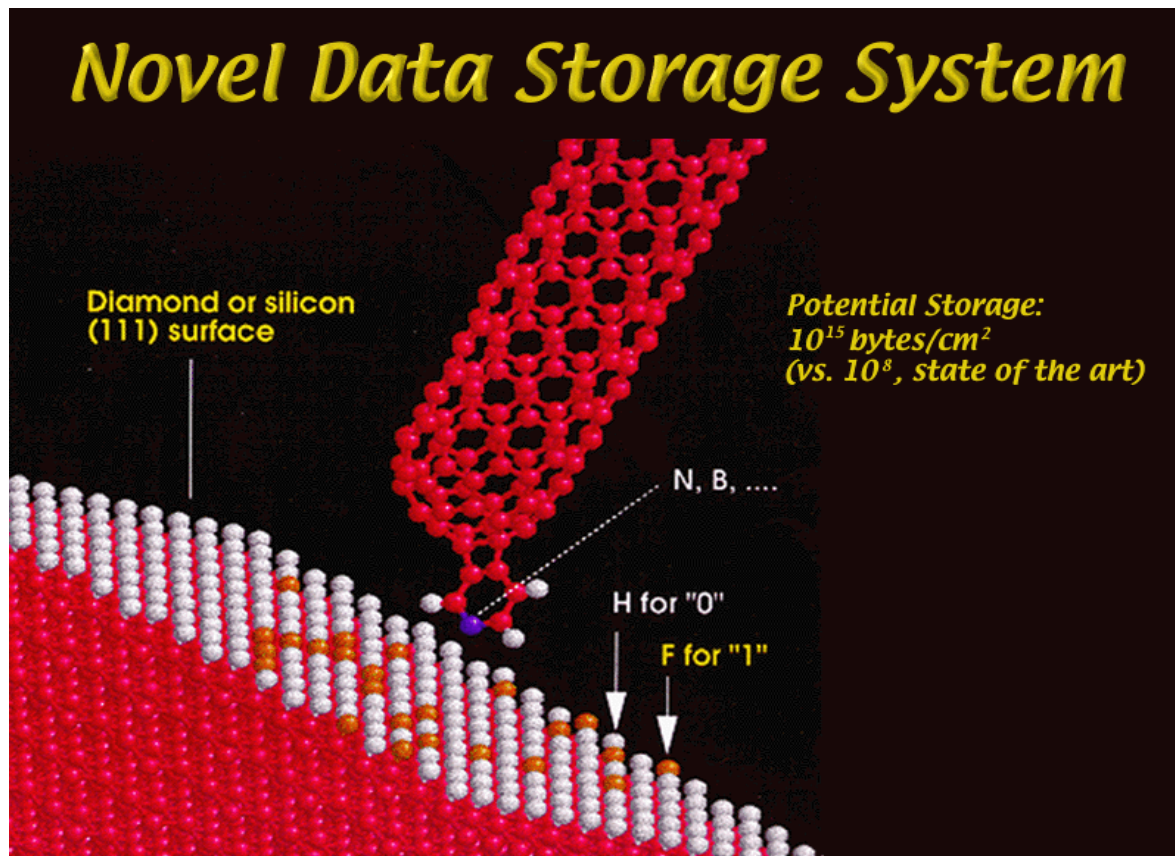 Novel Data Storage System
Diamond or silicon
(111) surface
Potential Storage:
10¹⁵ bytes/cm²
(vs. 10⁸, state of the art)
N, B, ....
H for "0"
F for "1"